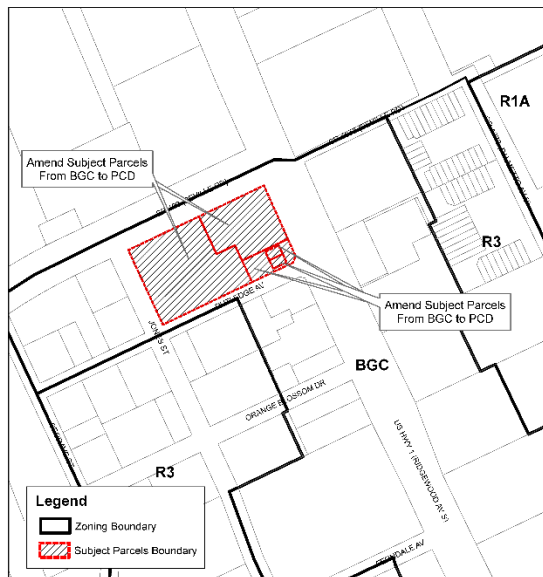 R1A
Amend Subject Parcels
From BGC to PCD
R3
Amend Subject Parcels
From BGC to PCD
JONES ST
BGC
ORANGE BLOSSOM DR
US HWY 1 (RIDGEWOOD AV S)
R3
Legend
Zoning Boundary
Subject Parcels Boundary
FERNDALE AV